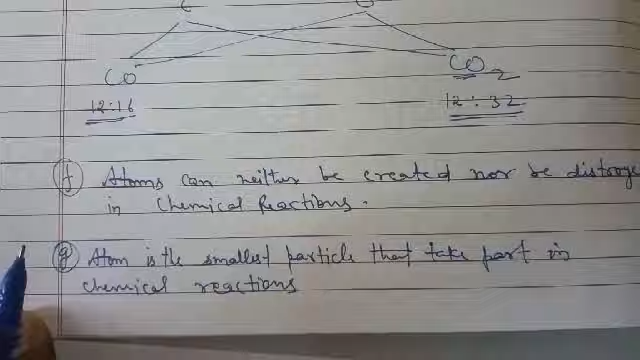 CO CO2
12:16 12:32
f Atoms can neither be created nor be distroye
in Chemical Reactions.
g Atom is the smallest particle that take part in
chemical reactions